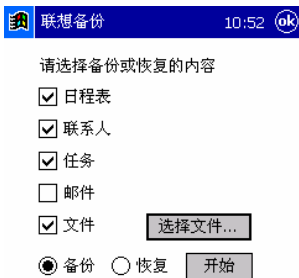 联想备份 10:52 ok
请选择备份或恢复的内容
日程表
联系人
任务
邮件
文件 选择文件...
备份 恢复 开始